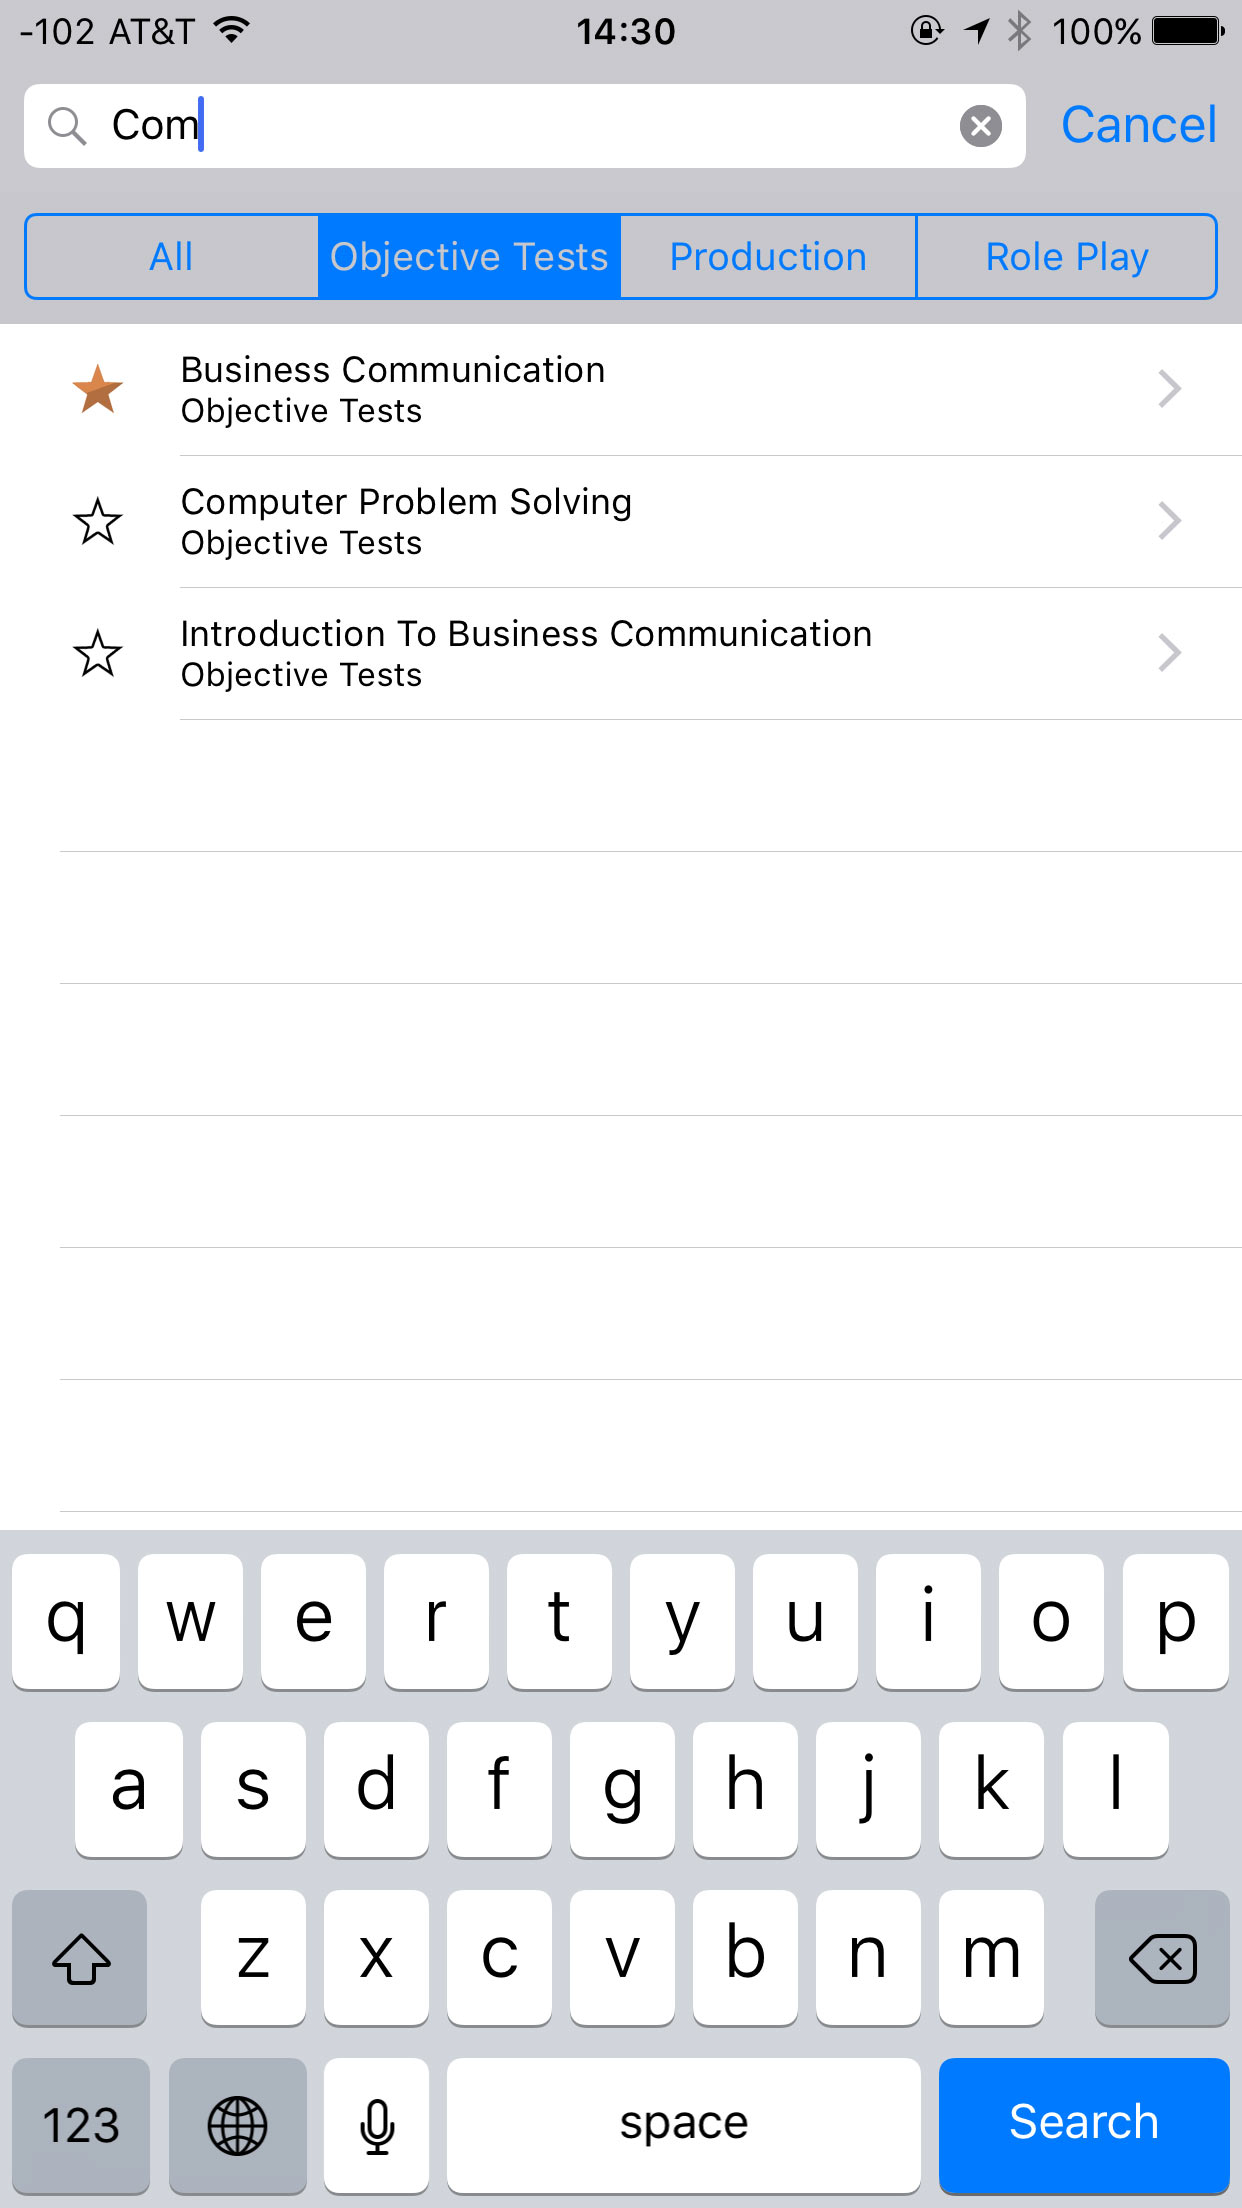 -102 AT&T 14:30 100%
Com Cancel
All Objective Tests Production Role Play
Business Communication
Objective Tests
Computer Problem Solving
Objective Tests
Introduction To Business Communication
Objective Tests
q w e r t y u i o p
a s d f g h j k l
z x c v b n m
123 space Search